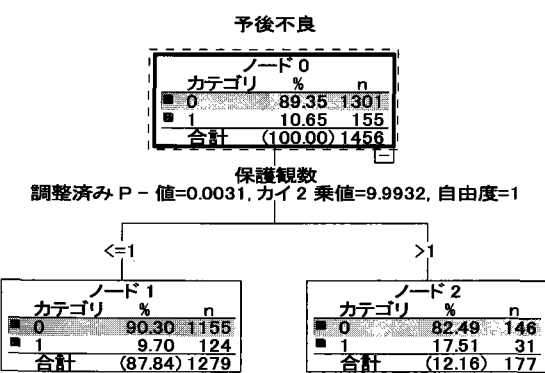 予後不良
ノード 0
カテゴリ % n
0 89.35 1301
1 10.65 155
合計 (100.00) 1456
保護観数
調整済み P - 値=0.0031, カイ 2 乗値=9.9932, 自由度=1
<=1
>1
ノード 1
カテゴリ % n
0 90.30 1155
1 9.70 124
合計 (87.84) 1279
ノード 2
カテゴリ % n
0 82.49 146
1 17.51 31
合計 (12.16) 177